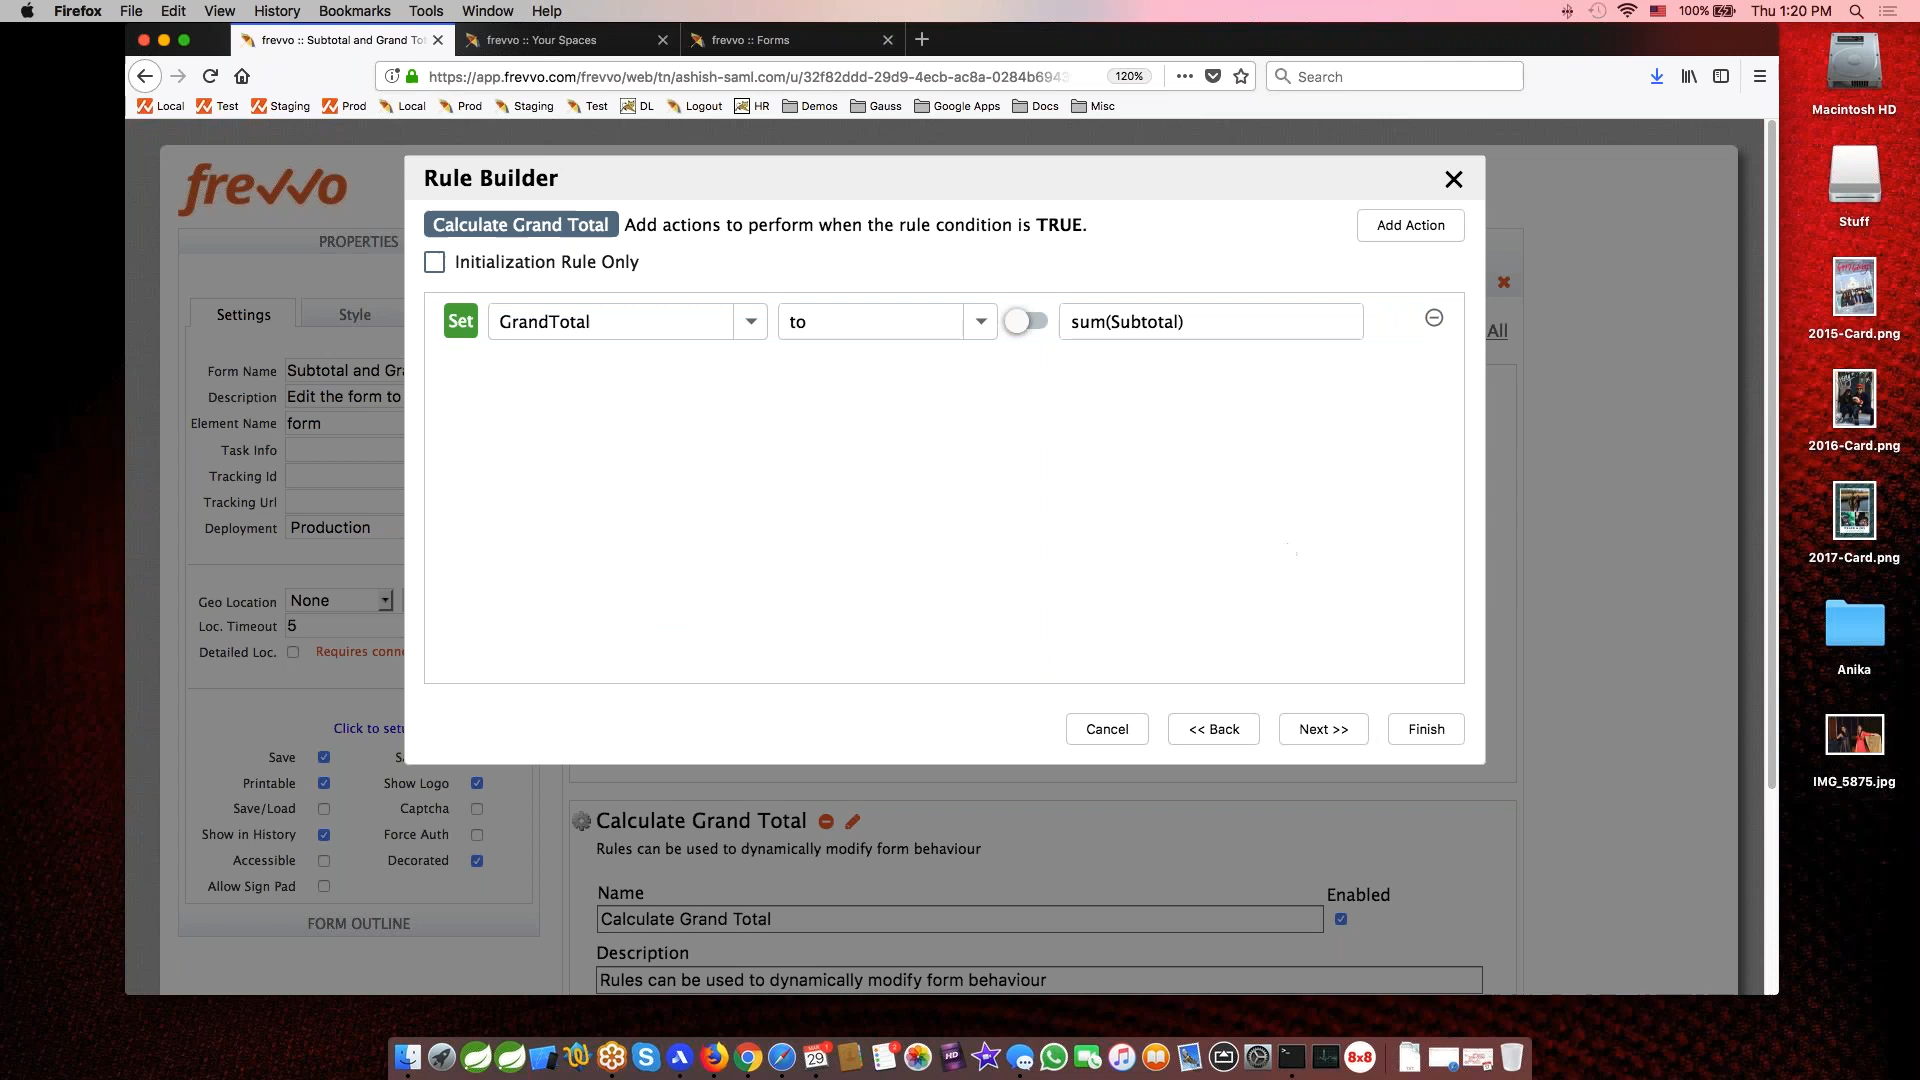 Firefox File Edit View History Bookmarks Tools Window Help 100% Thu 1:20 PM
frevvo :: Subtotal and Grand To
frevvo :: Your Spaces
frevvo :: Forms
https://app.frevvo.com/frevvo/web/tn/ashish-saml.com/u/32f82ddd-29d9-4ecb-ac8a-0284b6943 120% Search
Local Test Staging Prod Local Prod Staging Test DL Logout HR Demos Gauss Google Apps Docs Misc
Macintosh HD
Stuff
2015-Card.png
2016-Card.png
2017-Card.png
Anika
IMG_5875.jpg
frevvo
PROPERTIES
Settings Style
Form Name Subtotal and Gra
Description Edit the form to
Element Name form
Task Info
Tracking Id
Tracking Url
Deployment Production
Geo Location None
Loc. Timeout 5
Detailed Loc. Requires conne
Click to setu
Save Sa
Printable Show Logo
Save/Load Captcha
Show in History Force Auth
Accessible Decorated
Allow Sign Pad
FORM OUTLINE
All
Rule Builder
Calculate Grand Total Add actions to perform when the rule condition is TRUE. Add Action
Initialization Rule Only
Set GrandTotal to sum(Subtotal)
Cancel << Back Next >> Finish
Calculate Grand Total
Rules can be used to dynamically modify form behaviour
Name Enabled
Calculate Grand Total
Description
Rules can be used to dynamically modify form behaviour
29
2
HD
8x8